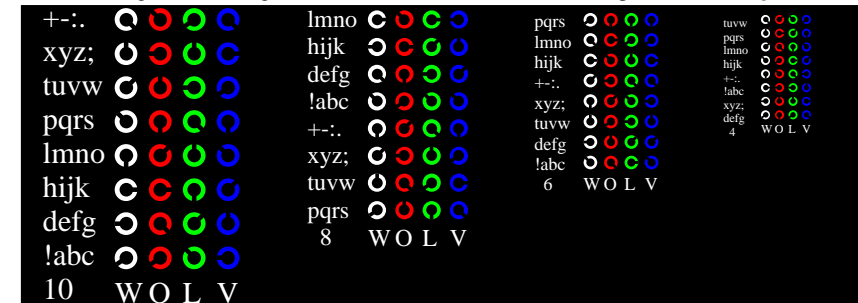 +-:.
xyz;
tuvw
pqrs
lmno
hijk
defg
!abc
10 W O L V
lmno
hijk
defg
!abc
+-:.
xyz;
tuvw
pqrs
8 W O L V
pqrs
lmno
hijk
+-:.
xyz;
tuvw
defg
!abc
6 W O L V
tuvw
pqrs
lmno
hijk
+-:.
!abc
xyz;
defg
4 W O L V